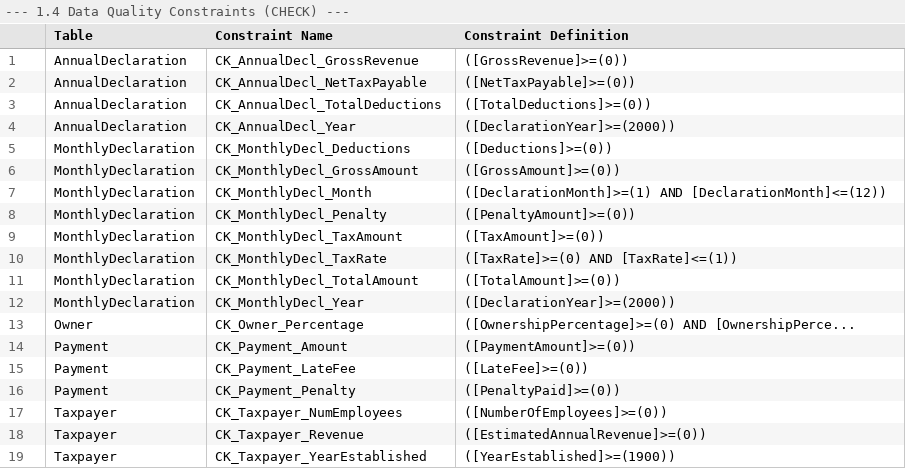 --- 1.4 Data Quality Constraints (CHECK) ---
Table Constraint Name Constraint Definition
1 AnnualDeclaration CK_AnnualDecl_GrossRevenue ([GrossRevenue]>=(0))
2 AnnualDeclaration CK_AnnualDecl_NetTaxPayable ([NetTaxPayable]>=(0))
3 AnnualDeclaration CK_AnnualDecl_TotalDeductions ([TotalDeductions]>=(0))
4 AnnualDeclaration CK_AnnualDecl_Year ([DeclarationYear]>=(2000))
5 MonthlyDeclaration CK_MonthlyDecl_Deductions ([Deductions]>=(0))
6 MonthlyDeclaration CK_MonthlyDecl_GrossAmount ([GrossAmount]>=(0))
7 MonthlyDeclaration CK_MonthlyDecl_Month ([DeclarationMonth]>=(1) AND [DeclarationMonth]<=(12))
8 MonthlyDeclaration CK_MonthlyDecl_Penalty ([PenaltyAmount]>=(0))
9 MonthlyDeclaration CK_MonthlyDecl_TaxAmount ([TaxAmount]>=(0))
10 MonthlyDeclaration CK_MonthlyDecl_TaxRate ([TaxRate]>=(0) AND [TaxRate]<=(1))
11 MonthlyDeclaration CK_MonthlyDecl_TotalAmount ([TotalAmount]>=(0))
12 MonthlyDeclaration CK_MonthlyDecl_Year ([DeclarationYear]>=(2000))
13 Owner CK_Owner_Percentage ([OwnershipPercentage]>=(0) AND [OwnershipPerce...
14 Payment CK_Payment_Amount ([PaymentAmount]>=(0))
15 Payment CK_Payment_LateFee ([LateFee]>=(0))
16 Payment CK_Payment_Penalty ([PenaltyPaid]>=(0))
17 Taxpayer CK_Taxpayer_NumEmployees ([NumberOfEmployees]>=(0))
18 Taxpayer CK_Taxpayer_Revenue ([EstimatedAnnualRevenue]>=(0))
19 Taxpayer CK_Taxpayer_YearEstablished ([YearEstablished]>=(1900))